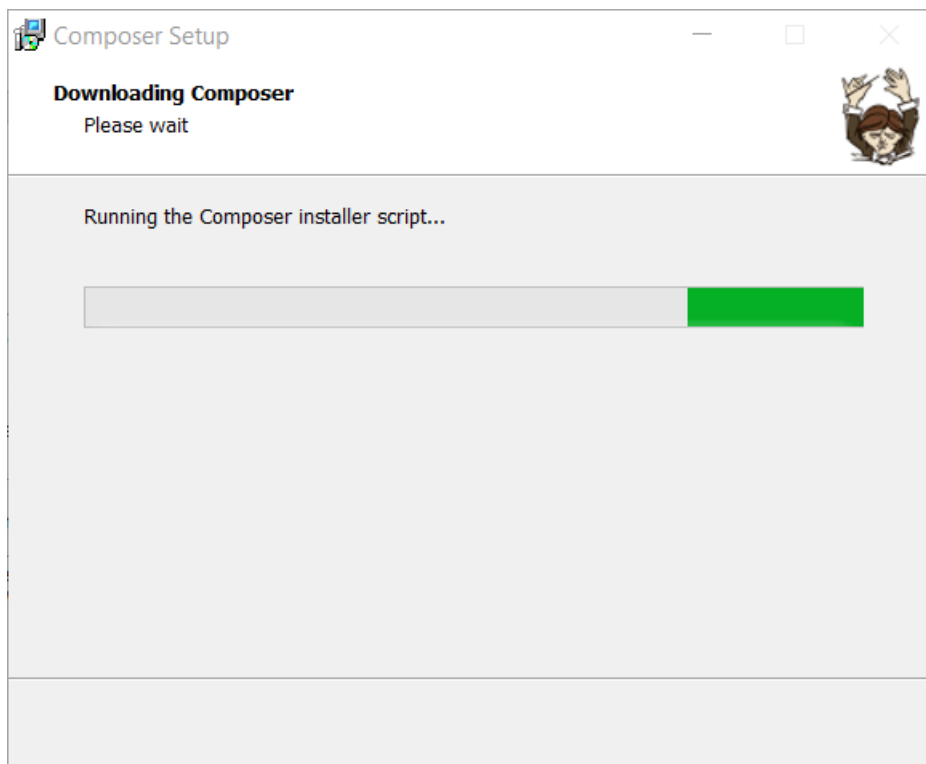 Composer Setup
Downloading Composer
Please wait
Running the Composer installer script...